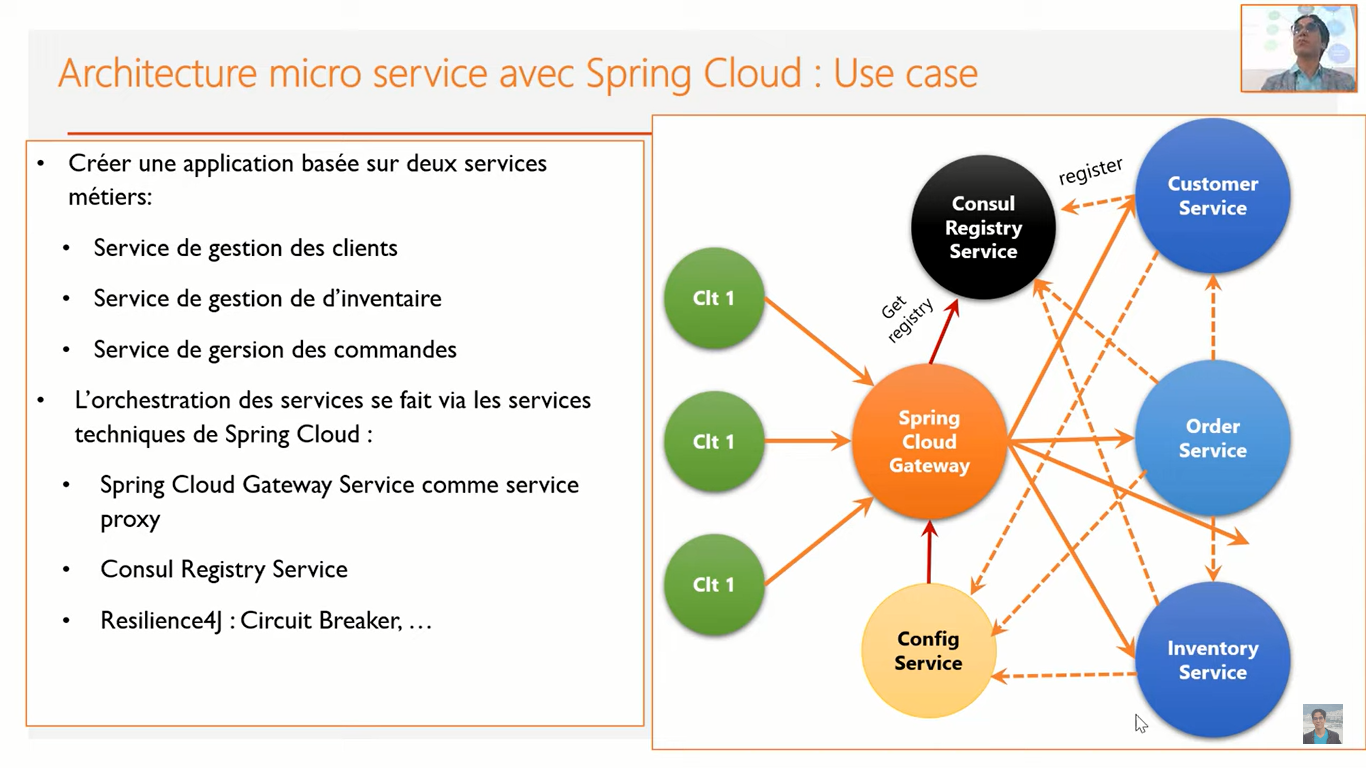 Architecture micro service avec Spring Cloud : Use case
• Créer une application basée sur deux services
métiers:
• Service de gestion des clients
• Service de gestion de d’inventaire
• Service de gersion des commandes
• L’orchestration des services se fait via les services
techniques de Spring Cloud :
• Spring Cloud Gateway Service comme service
proxy
• Consul Registry Service
• Resilience4J : Circuit Breaker, …
Clt 1
Clt 1
Clt 1
Get
registry
Consul
Registry
Service
register
Spring
Cloud
Gateway
Config
Service
Customer
Service
Order
Service
Inventory
Service